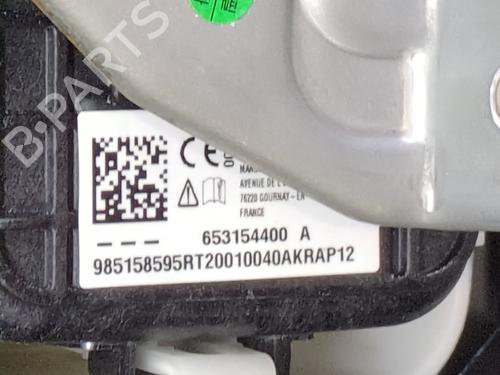 B-PARTS
CE
AVENUE DE L
76220 GOURNAY-EN
FRANCE
653154400 A
985158595RT20010040AKRAP12